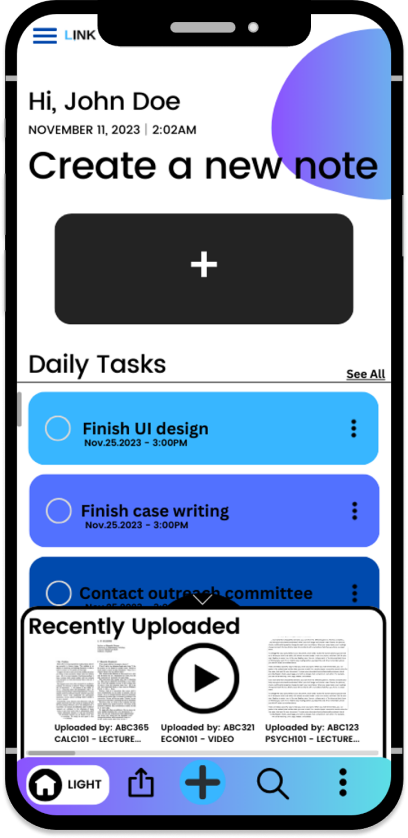 LINK
Hi, John Doe
NOVEMBER 11, 2023 | 2:02AM
Create a new note
+
Daily Tasks
See All
Finish UI design
Nov.25.2023 - 3:00PM
Finish case writing
Nov.25.2023 - 3:00PM
Contact outreach committee
Recently Uploaded
Uploaded by: ABC365
CALC101 - LECTURE...
Uploaded by: ABC321
ECON101 - VIDEO
Uploaded by: ABC123
PSYCH101 - LECTURE...
LIGHT